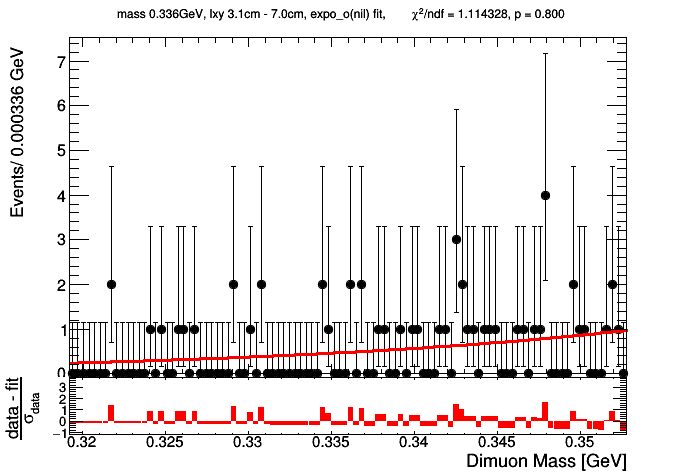 mass 0.336GeV, lxy 3.1cm - 7.0cm, expo_o(nil) fit, χ²/ndf = 1.114328, p = 0.800
Events/ 0.000336 GeV
7
6
5
4
3
2
1
0
data - fit
σdata
3
2
1
0
−1
0.32 0.325 0.33 0.335 0.34 0.345 0.35
Dimuon Mass [GeV]